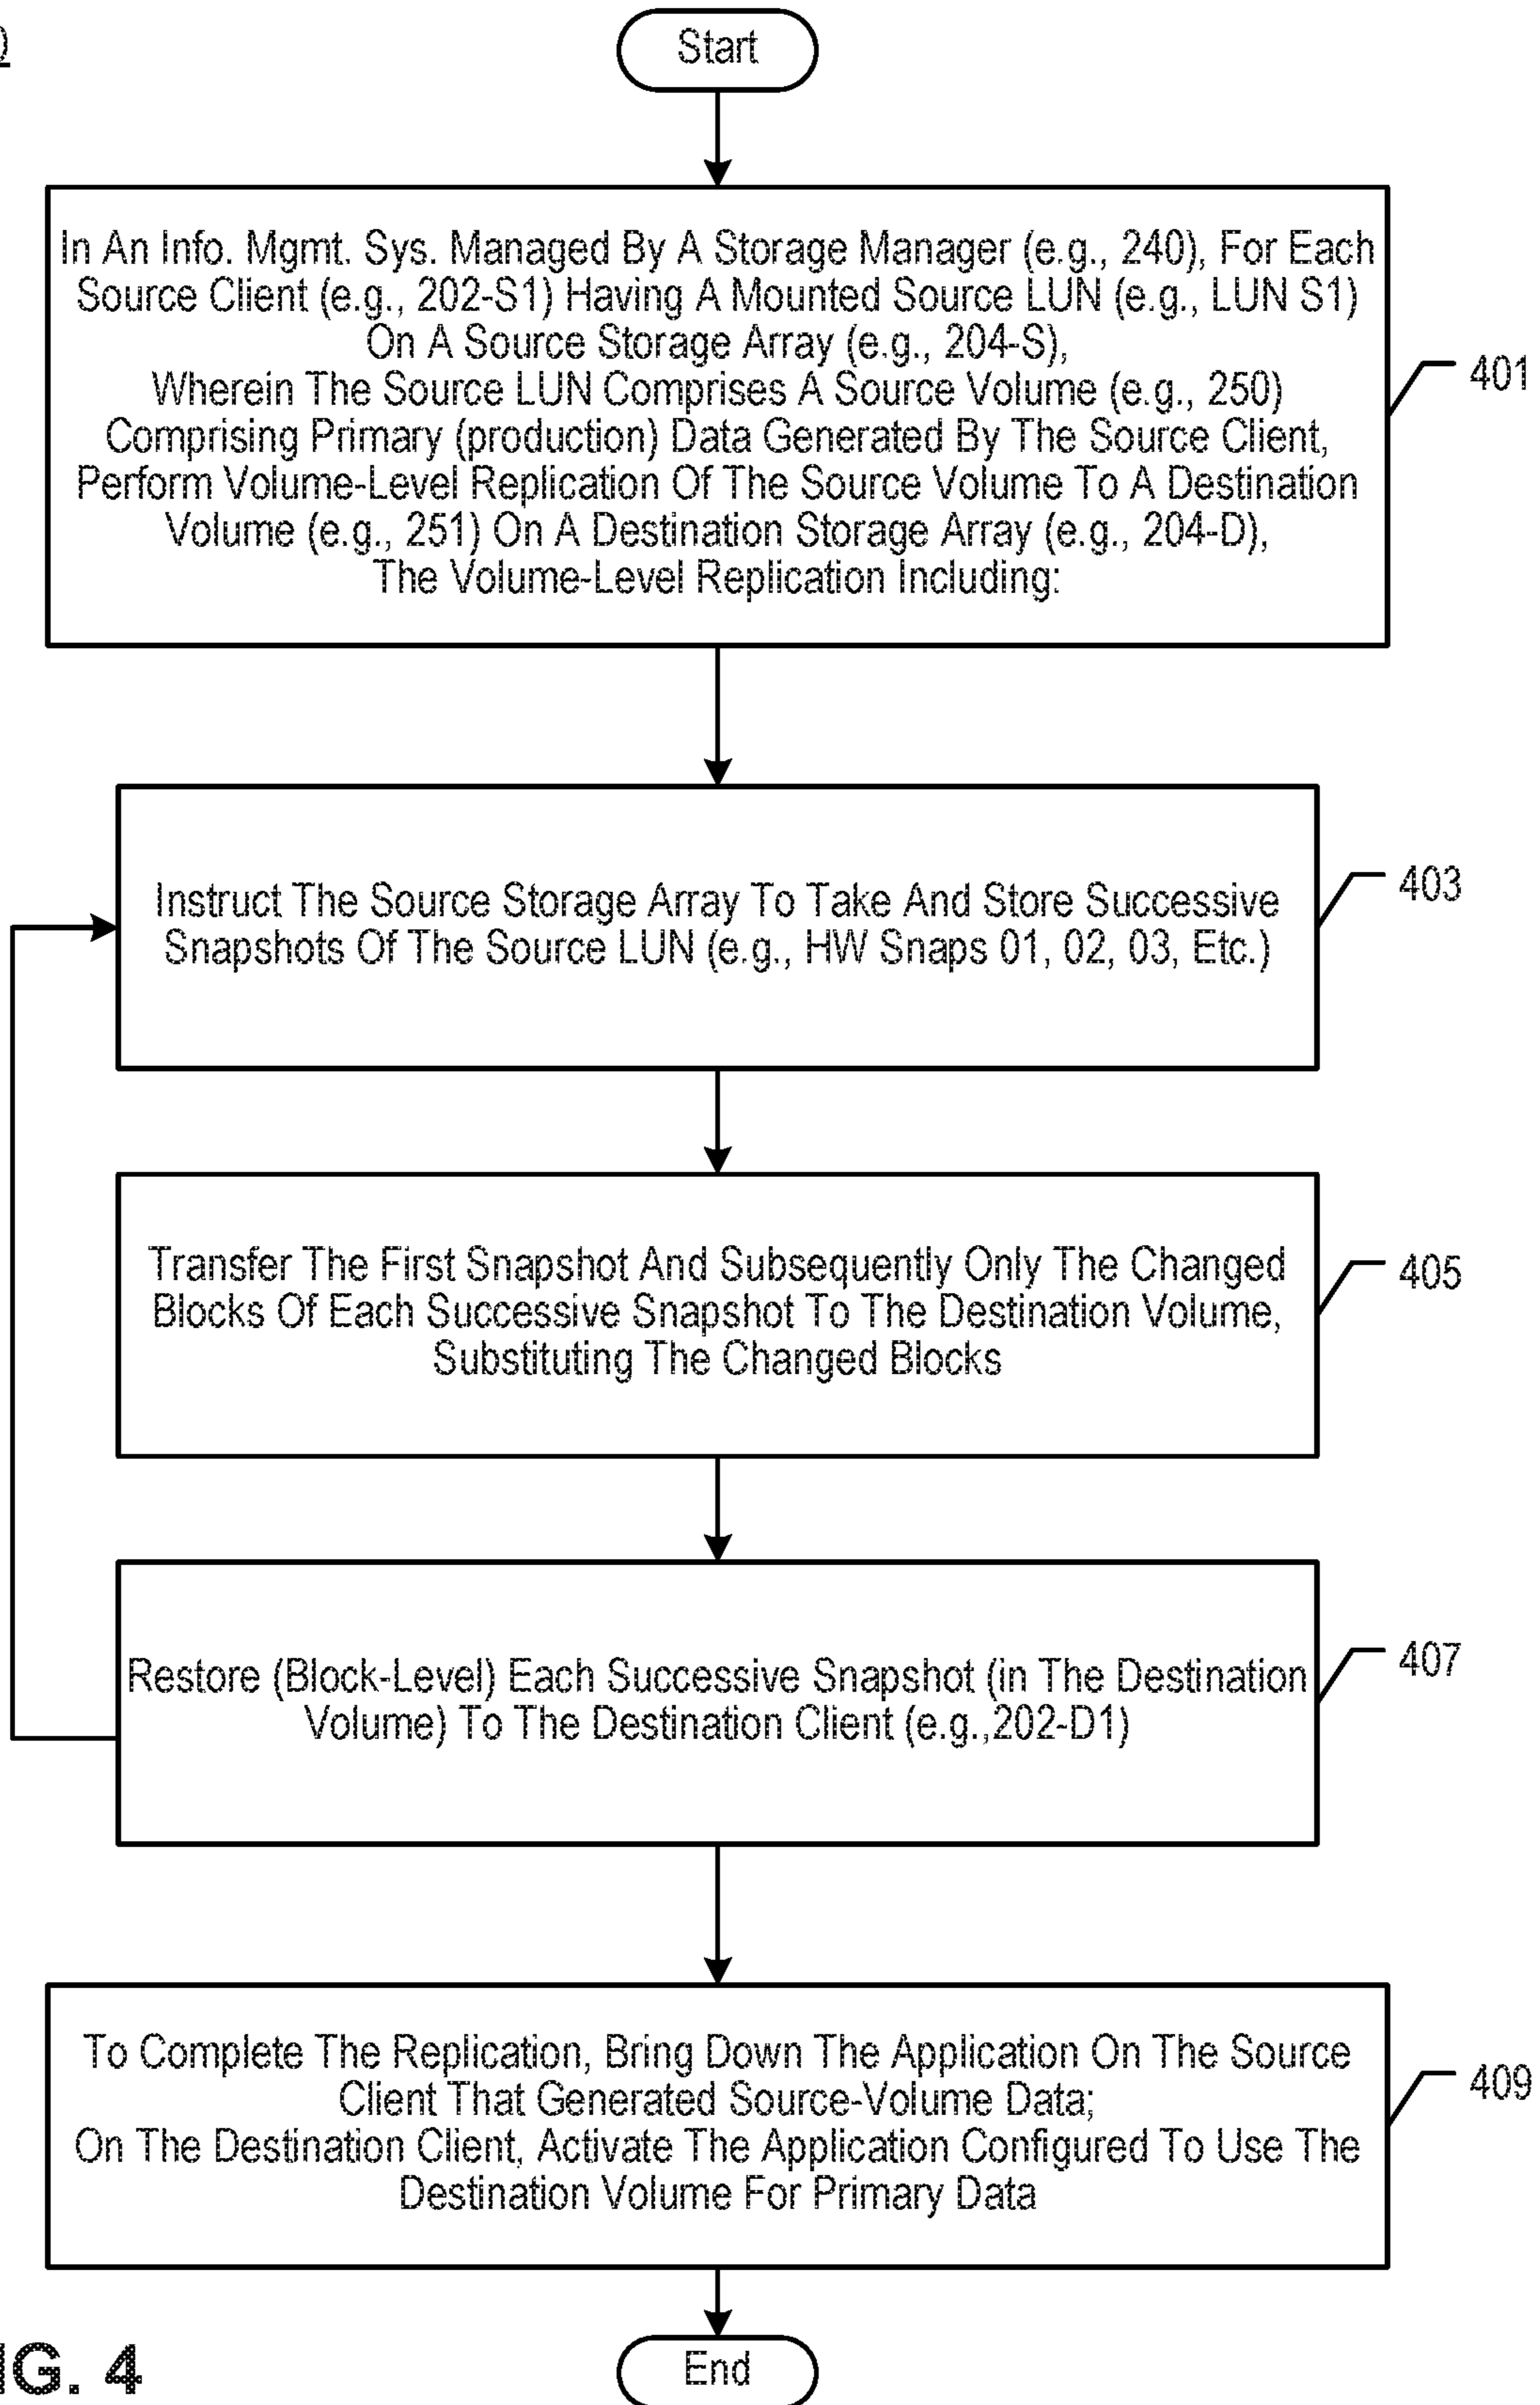 Start
In An Info. Mgmt. Sys. Managed By A Storage Manager (e.g., 240), For Each
Source Client (e.g., 202-S1) Having A Mounted Source LUN (e.g., LUN S1)
On A Source Storage Array (e.g., 204-S),
Wherein The Source LUN Comprises A Source Volume (e.g., 250)
Comprising Primary (production) Data Generated By The Source Client,
Perform Volume-Level Replication Of The Source Volume To A Destination
Volume (e.g., 251) On A Destination Storage Array (e.g., 204-D),
The Volume-Level Replication Including:
401
Instruct The Source Storage Array To Take And Store Successive
Snapshots Of The Source LUN (e.g., HW Snaps 01, 02, 03, Etc.)
403
Transfer The First Snapshot And Subsequently Only The Changed
Blocks Of Each Successive Snapshot To The Destination Volume,
Substituting The Changed Blocks
405
Restore (Block-Level) Each Successive Snapshot (in The Destination
Volume) To The Destination Client (e.g.,202-D1)
407
To Complete The Replication, Bring Down The Application On The Source
Client That Generated Source-Volume Data;
On The Destination Client, Activate The Application Configured To Use The
Destination Volume For Primary Data
409
End
IG. 4